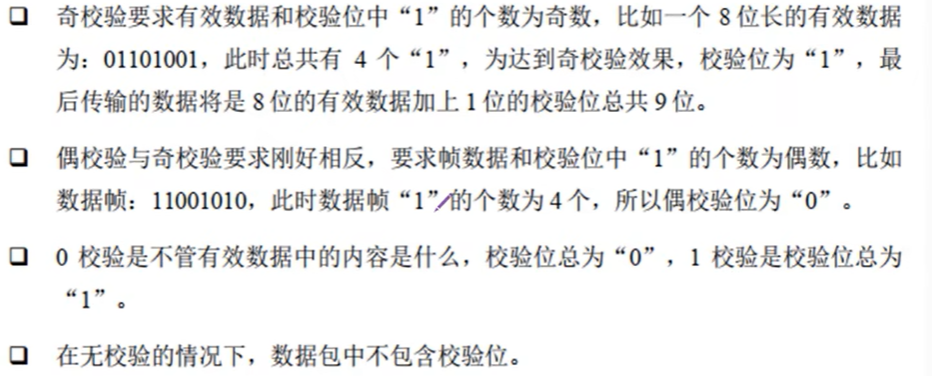 ❑ 奇校验要求有效数据和校验位中“1”的个数为奇数，比如一个 8 位长的有效数据
为：01101001，此时总共有 4 个“1”，为达到奇校验效果，校验位为“1”，最
后传输的数据将是 8 位的有效数据加上 1 位的校验位总共 9 位。
❑ 偶校验与奇校验要求刚好相反，要求帧数据和校验位中“1”的个数为偶数，比如
数据帧：11001010，此时数据帧“1”的个数为 4 个，所以偶校验位为“0”。
❑ 0 校验是不管有效数据中的内容是什么，校验位总为“0”，1 校验是校验位总为
“1”。
❑ 在无校验的情况下，数据包中不包含校验位。